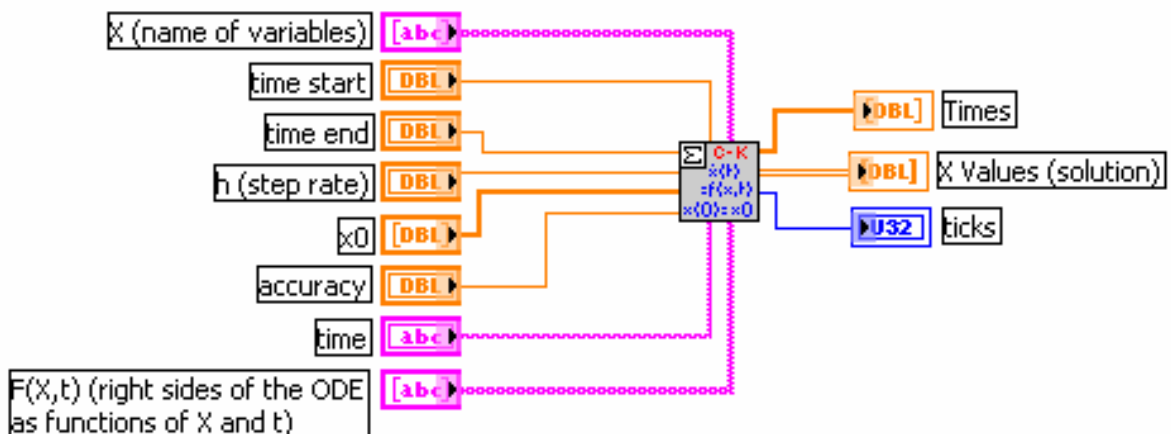 X (name of variables)
[abc]
time start
DBL
time end
DBL
h (step rate)
DBL
x0
[DBL]
accuracy
DBL
time
abc
F(X,t) (right sides of the ODE
as functions of X and t)
[abc]
Σ C-K
ẋ(t)
=f(x,t)
x(0)=x0
[DBL]
Times
[DBL]
X Values (solution)
U32
ticks